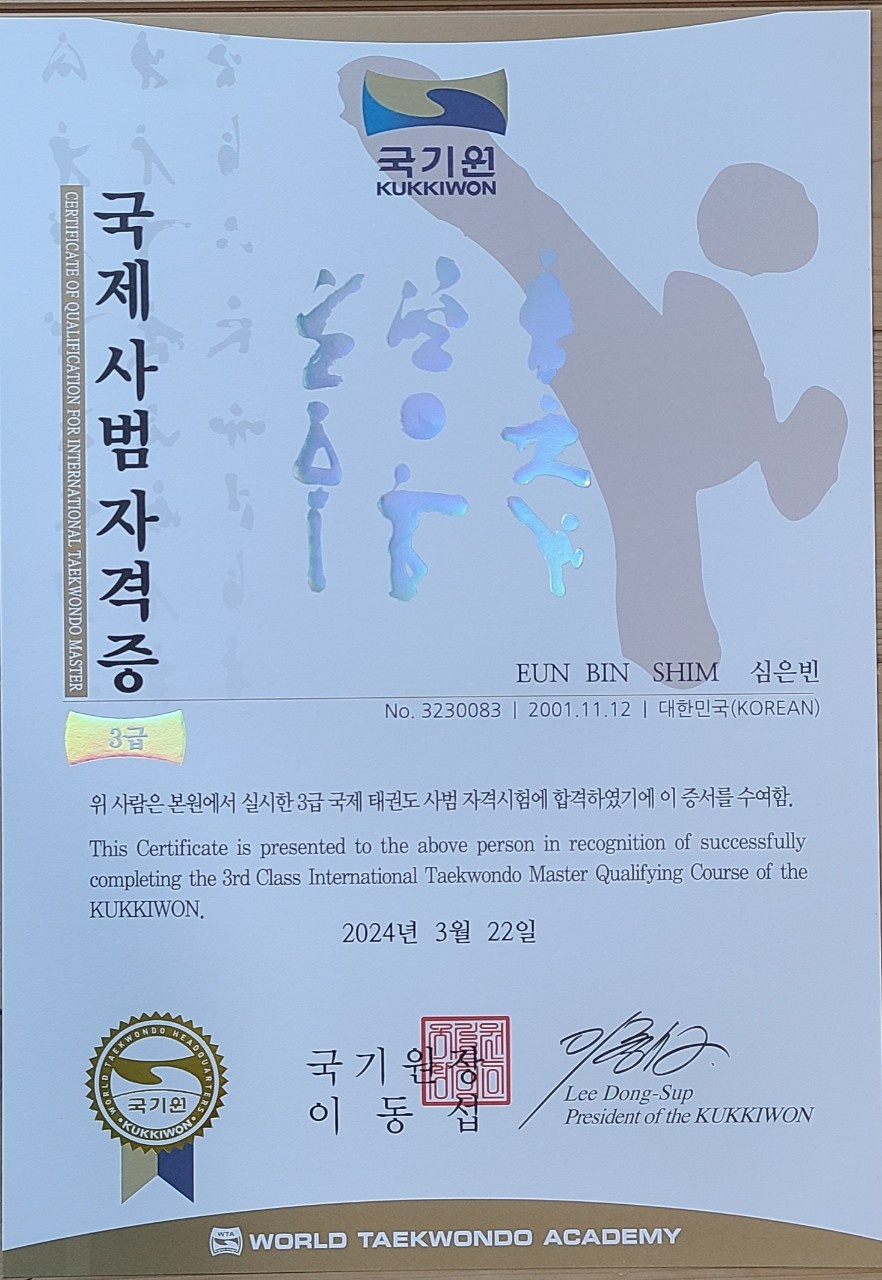 국기원
KUKKIWON
국제사범자격증
CERTIFICATE OF QUALIFICATION FOR INTERNATIONAL TAEKWONDO MASTER
EUN BIN SHIM 심은빈
No. 3230083 | 2001.11.12 | 대한민국(KOREAN)
3급
위 사람은 본원에서 실시한 3급 국제 태권도 사범 자격시험에 합격하였기에 이 증서를 수여함.
This Certificate is presented to the above person in recognition of successfully
completing the 3rd Class International Taekwondo Master Qualifying Course of the
KUKKIWON.
2024년 3월 22일
WORLD TAEKWONDO HEADQUARTERS
국기원
KUKKIWON
국기원장
이동섭
Lee Dong-Sup
President of the KUKKIWON
WTA
WORLD TAEKWONDO ACADEMY